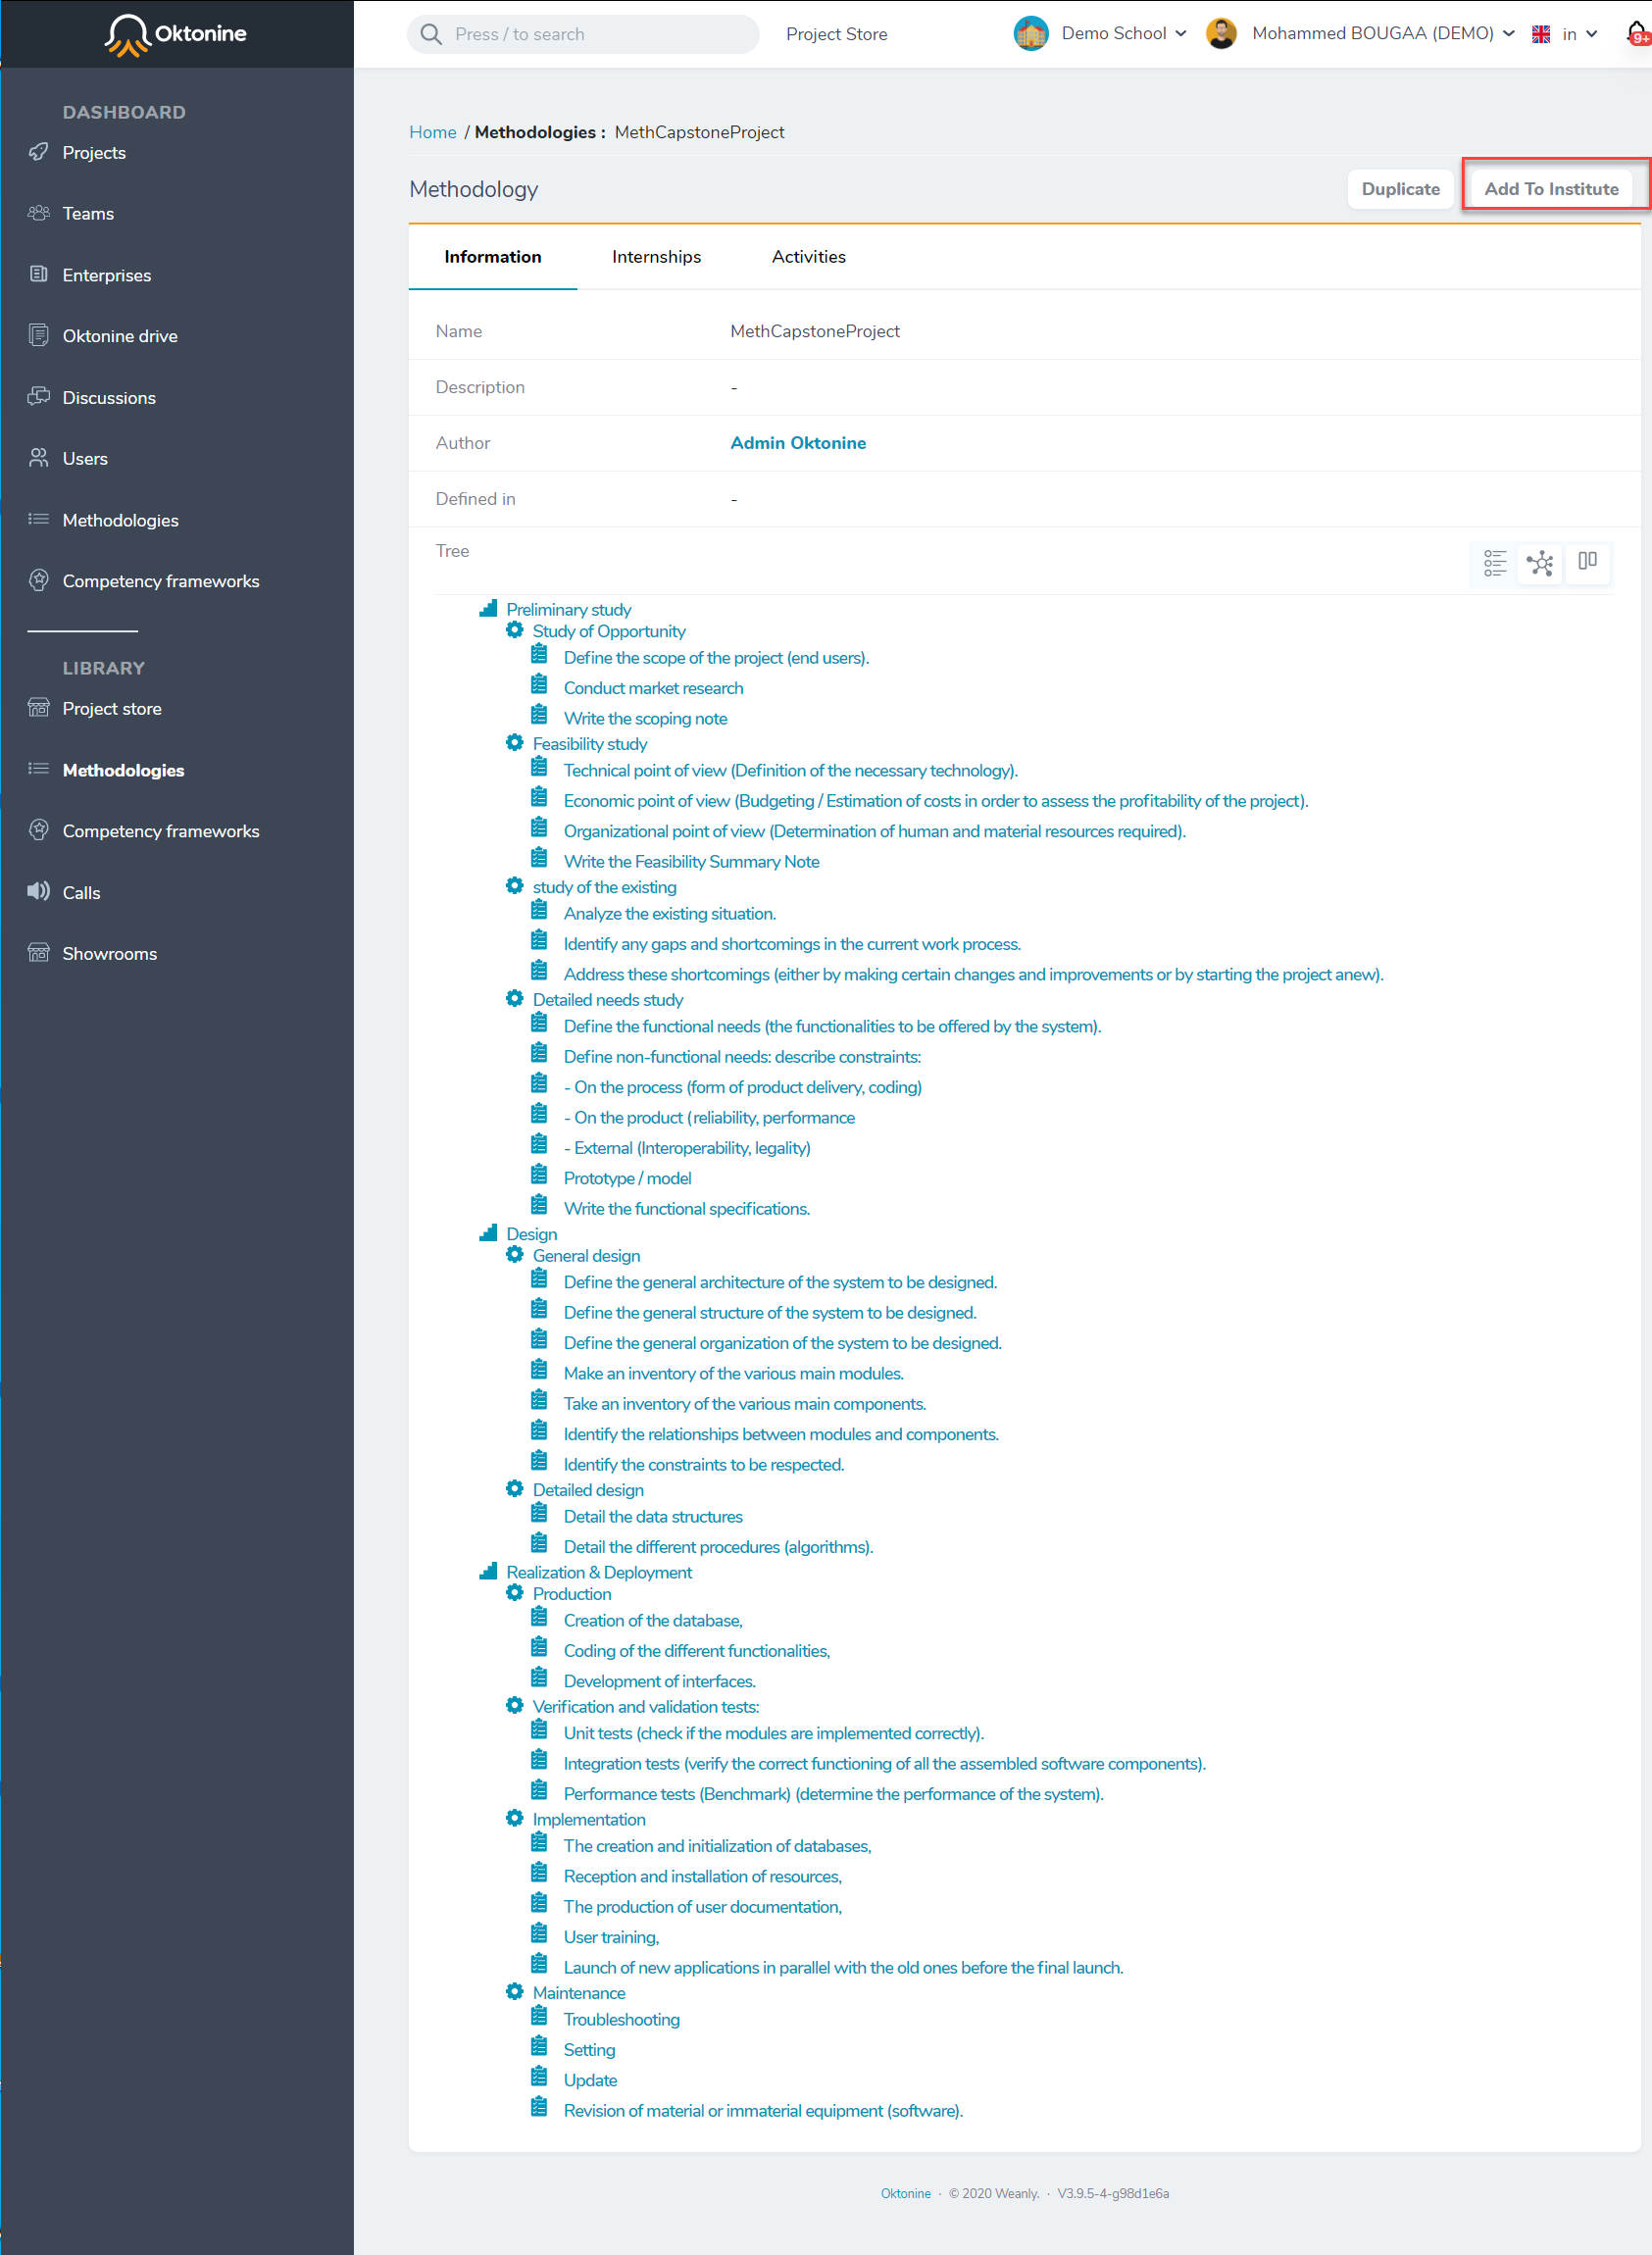 Oktonine
Press / to search
Project Store
Demo School
Mohammed BOUGAA (DEMO)
in
9+
DASHBOARD
Projects
Teams
Enterprises
Oktonine drive
Discussions
Users
Methodologies
Competency frameworks
LIBRARY
Project store
Methodologies
Competency frameworks
Calls
Showrooms
Home / Methodologies : MethCapstoneProject
Methodology
Duplicate
Add To Institute
Information Internships Activities
Name MethCapstoneProject
Description -
Author Admin Oktonine
Defined in -
Tree
Preliminary study
Study of Opportunity
Define the scope of the project (end users).
Conduct market research
Write the scoping note
Feasibility study
Technical point of view (Definition of the necessary technology).
Economic point of view (Budgeting / Estimation of costs in order to assess the profitability of the project).
Organizational point of view (Determination of human and material resources required).
Write the Feasibility Summary Note
study of the existing
Analyze the existing situation.
Identify any gaps and shortcomings in the current work process.
Address these shortcomings (either by making certain changes and improvements or by starting the project anew).
Detailed needs study
Define the functional needs (the functionalities to be offered by the system).
Define non-functional needs: describe constraints:
- On the process (form of product delivery, coding)
- On the product (reliability, performance
- External (Interoperability, legality)
Prototype / model
Write the functional specifications.
Design
General design
Define the general architecture of the system to be designed.
Define the general structure of the system to be designed.
Define the general organization of the system to be designed.
Make an inventory of the various main modules.
Take an inventory of the various main components.
Identify the relationships between modules and components.
Identify the constraints to be respected.
Detailed design
Detail the data structures
Detail the different procedures (algorithms).
Realization & Deployment
Production
Creation of the database,
Coding of the different functionalities,
Development of interfaces.
Verification and validation tests:
Unit tests (check if the modules are implemented correctly).
Integration tests (verify the correct functioning of all the assembled software components).
Performance tests (Benchmark) (determine the performance of the system).
Implementation
The creation and initialization of databases,
Reception and installation of resources,
The production of user documentation,
User training,
Launch of new applications in parallel with the old ones before the final launch.
Maintenance
Troubleshooting
Setting
Update
Revision of material or immaterial equipment (software).
Oktonine · © 2020 Weanly. · V3.9.5-4-g98d1e6a